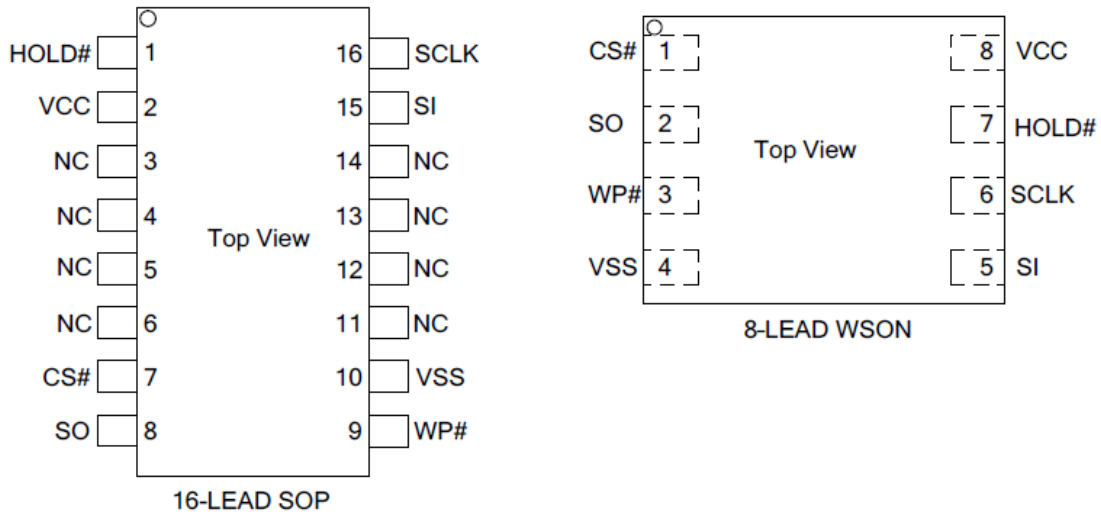 HOLD# 1 16 SCLK
VCC 2 15 SI
NC 3 14 NC
NC 4 13 NC
Top View
NC 5 12 NC
NC 6 11 NC
CS# 7 10 VSS
SO 8 9 WP#
16-LEAD SOP
CS# 1 8 VCC
SO 2 7 HOLD#
Top View
WP# 3 6 SCLK
VSS 4 5 SI
8-LEAD WSON